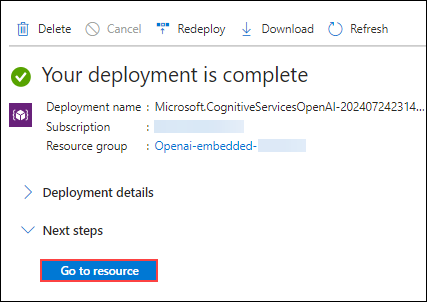 Delete Cancel Redeploy Download Refresh
Your deployment is complete
Deployment name : Microsoft.CognitiveServicesOpenAI-202407242314...
Subscription :
Resource group : Openai-embedded-
Deployment details
Next steps
Go to resource